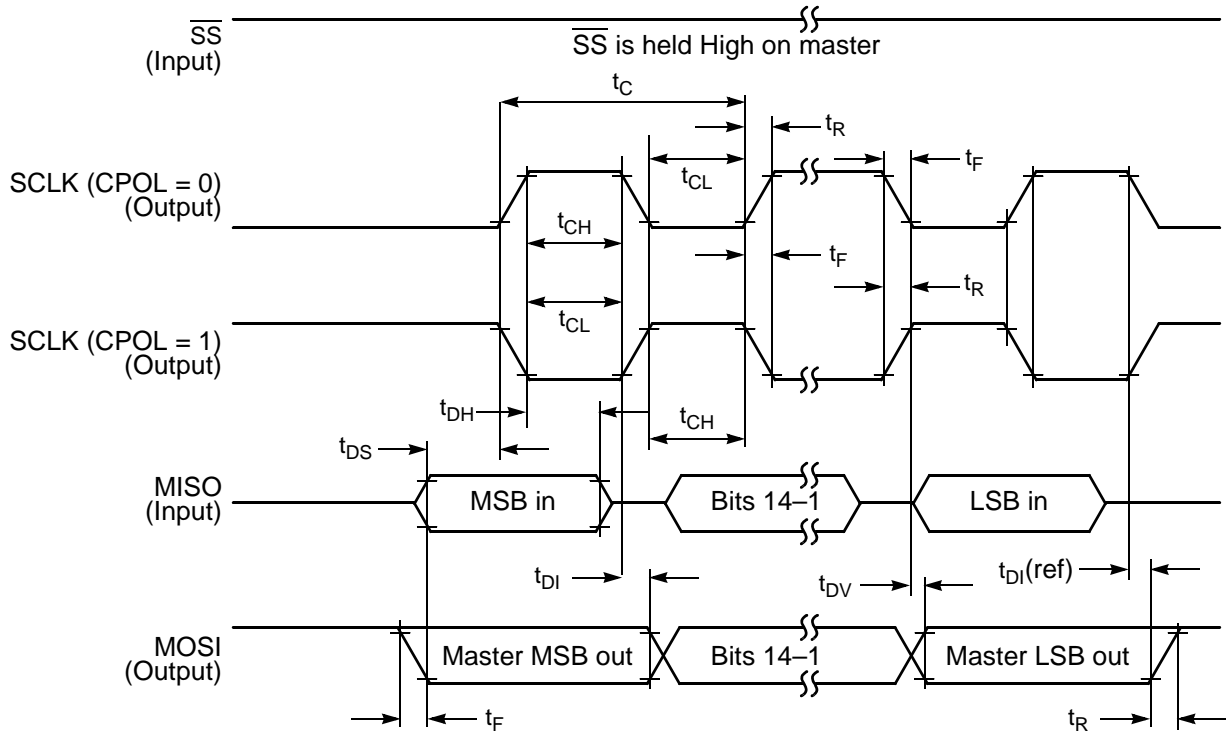 SS
(Input)
SS is held High on master
tC
tR
tF
SCLK (CPOL = 0)
(Output)
tCL
tCH
tF
tR
tCL
SCLK (CPOL = 1)
(Output)
tDH
tCH
tDS
MISO
(Input)
MSB in
Bits 14–1
LSB in
tDI
tDV
tDI(ref)
MOSI
(Output)
Master MSB out
Bits 14–1
Master LSB out
tF
tR